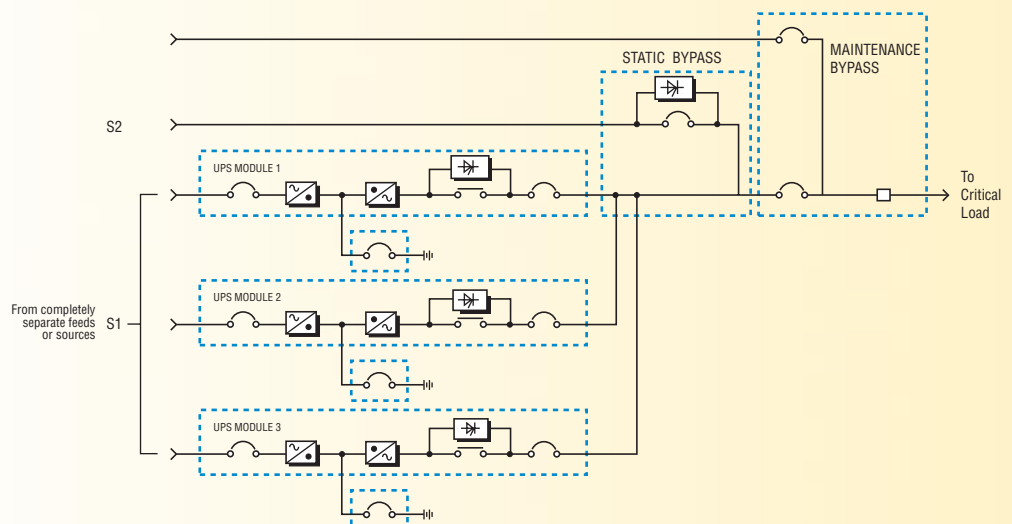 STATIC BYPASS
MAINTENANCE
BYPASS
S2
UPS MODULE 1
To
Critical
Load
UPS MODULE 2
From completely
separate feeds
or sources
S1
UPS MODULE 3